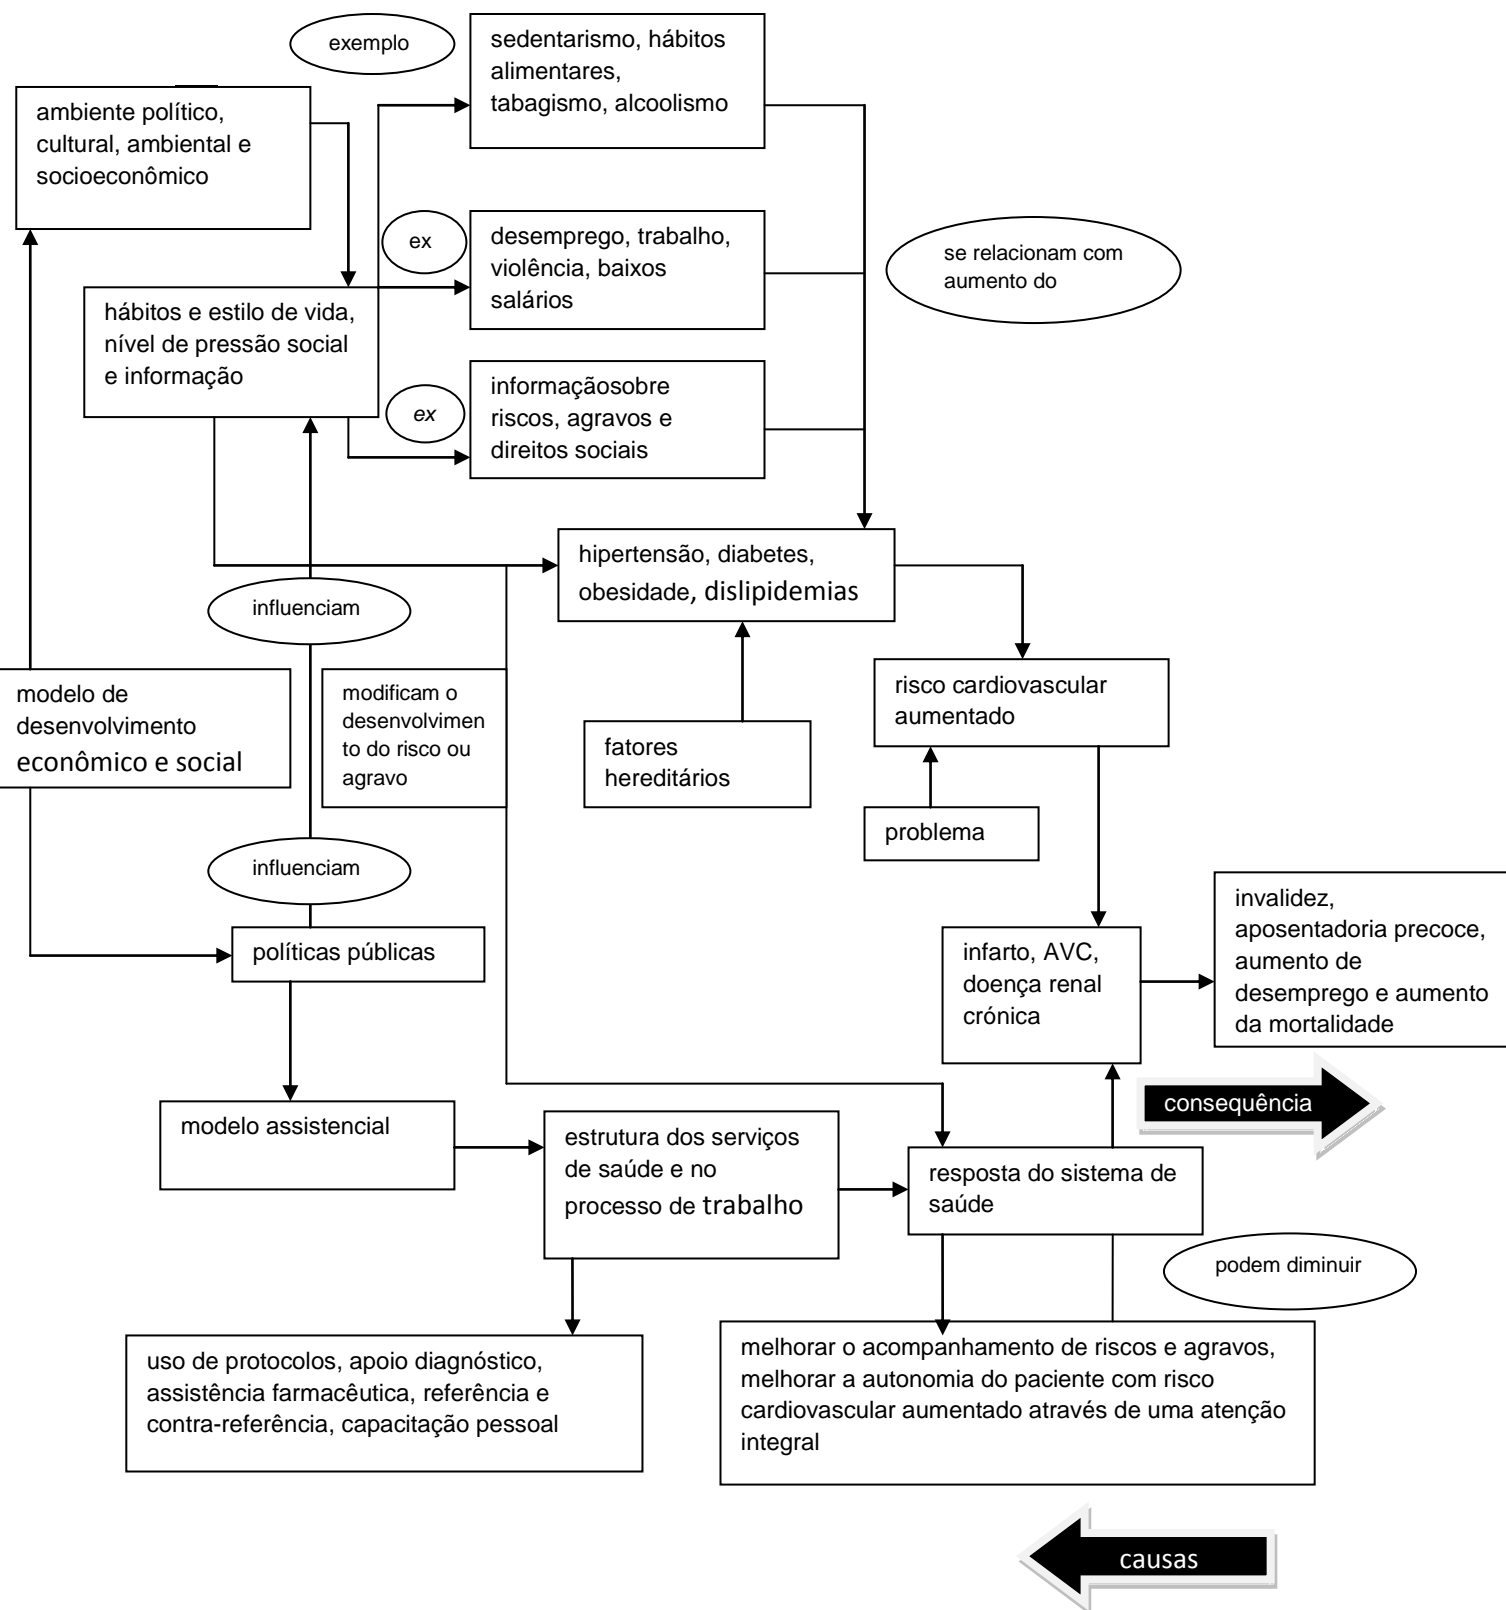 exemplo
sedentarismo, hábitos
alimentares,
tabagismo, alcoolismo
ambiente político,
cultural, ambiental e
socioeconômico
ex
desemprego, trabalho,
violência, baixos
salários
se relacionam com
aumento do
hábitos e estilo de vida,
nível de pressão social
e informação
ex
informaçãosobre
riscos, agravos e
direitos sociais
hipertensão, diabetes,
obesidade, dislipidemias
influenciam
modelo de
desenvolvimento
econômico e social
modificam o
desenvolvimen
to do risco ou
agravo
fatores
hereditários
risco cardiovascular
aumentado
problema
influenciam
políticas públicas
infarto, AVC,
doença renal
crónica
invalidez,
aposentadoria precoce,
aumento de
desemprego e aumento
da mortalidade
consequência
modelo assistencial
estrutura dos serviços
de saúde e no
processo de trabalho
resposta do sistema de
saúde
podem diminuir
uso de protocolos, apoio diagnóstico,
assistência farmacêutica, referência e
contra-referência, capacitação pessoal
melhorar o acompanhamento de riscos e agravos,
melhorar a autonomia do paciente com risco
cardiovascular aumentado através de uma atenção
integral
causas